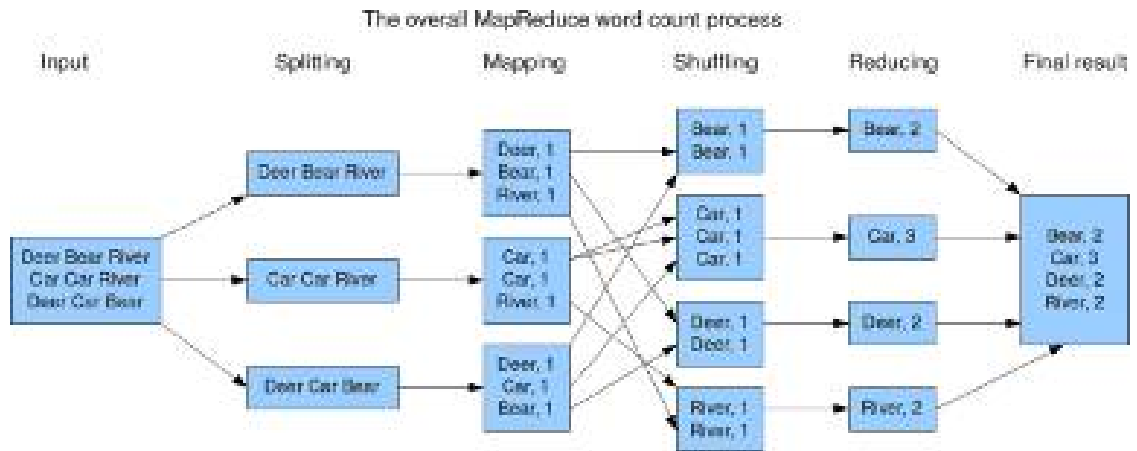 The overall MapReduce word count process
Input
Splitting
Mapping
Shuffling
Reducing
Final result
Deer Bear River
Car Car River
Deer Car Bear
Deer Bear River
Car Car River
Deer Car Bear
Deer, 1
Bear, 1
River, 1
Car, 1
Car, 1
River, 1
Deer, 1
Car, 1
Bear, 1
Bear, 1
Bear, 1
Car, 1
Car, 1
Car, 1
Deer, 1
Deer, 1
River, 1
River, 1
Bear, 2
Car, 3
Deer, 2
River, 2
Bear, 2
Car, 3
Deer, 2
River, 2